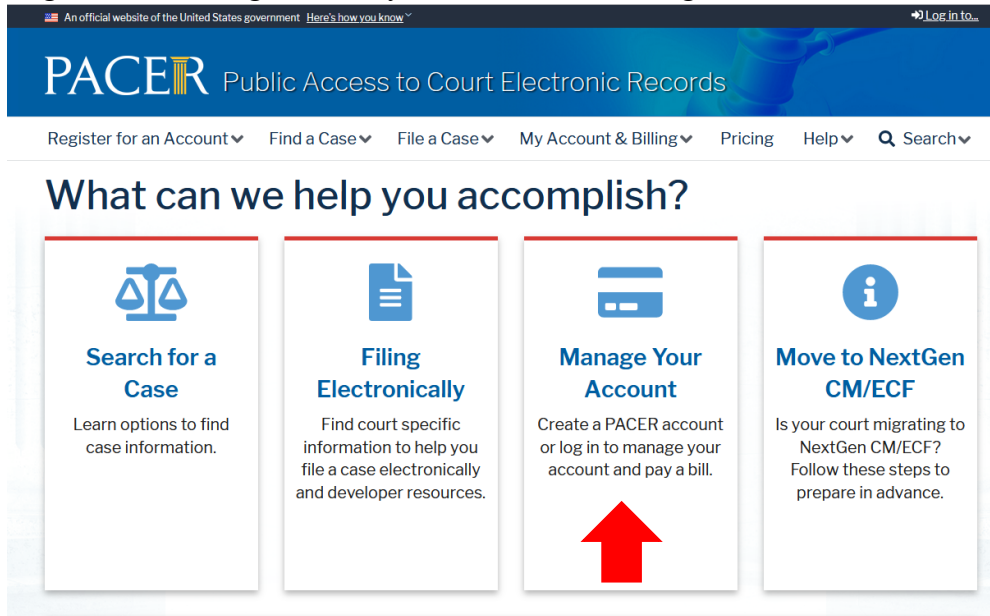 An official website of the United States government Here's how you know
Log in to...
PACER Public Access to Court Electronic Records
Register for an Account Find a Case File a Case My Account & Billing Pricing Help Search
What can we help you accomplish?
Search for a
Case
Learn options to find
case information.
Filing
Electronically
Find court specific
information to help you
file a case electronically
and developer resources.
Manage Your
Account
Create a PACER account
or log in to manage your
account and pay a bill.
Move to NextGen
CM/ECF
Is your court migrating to
NextGen CM/ECF?
Follow these steps to
prepare in advance.